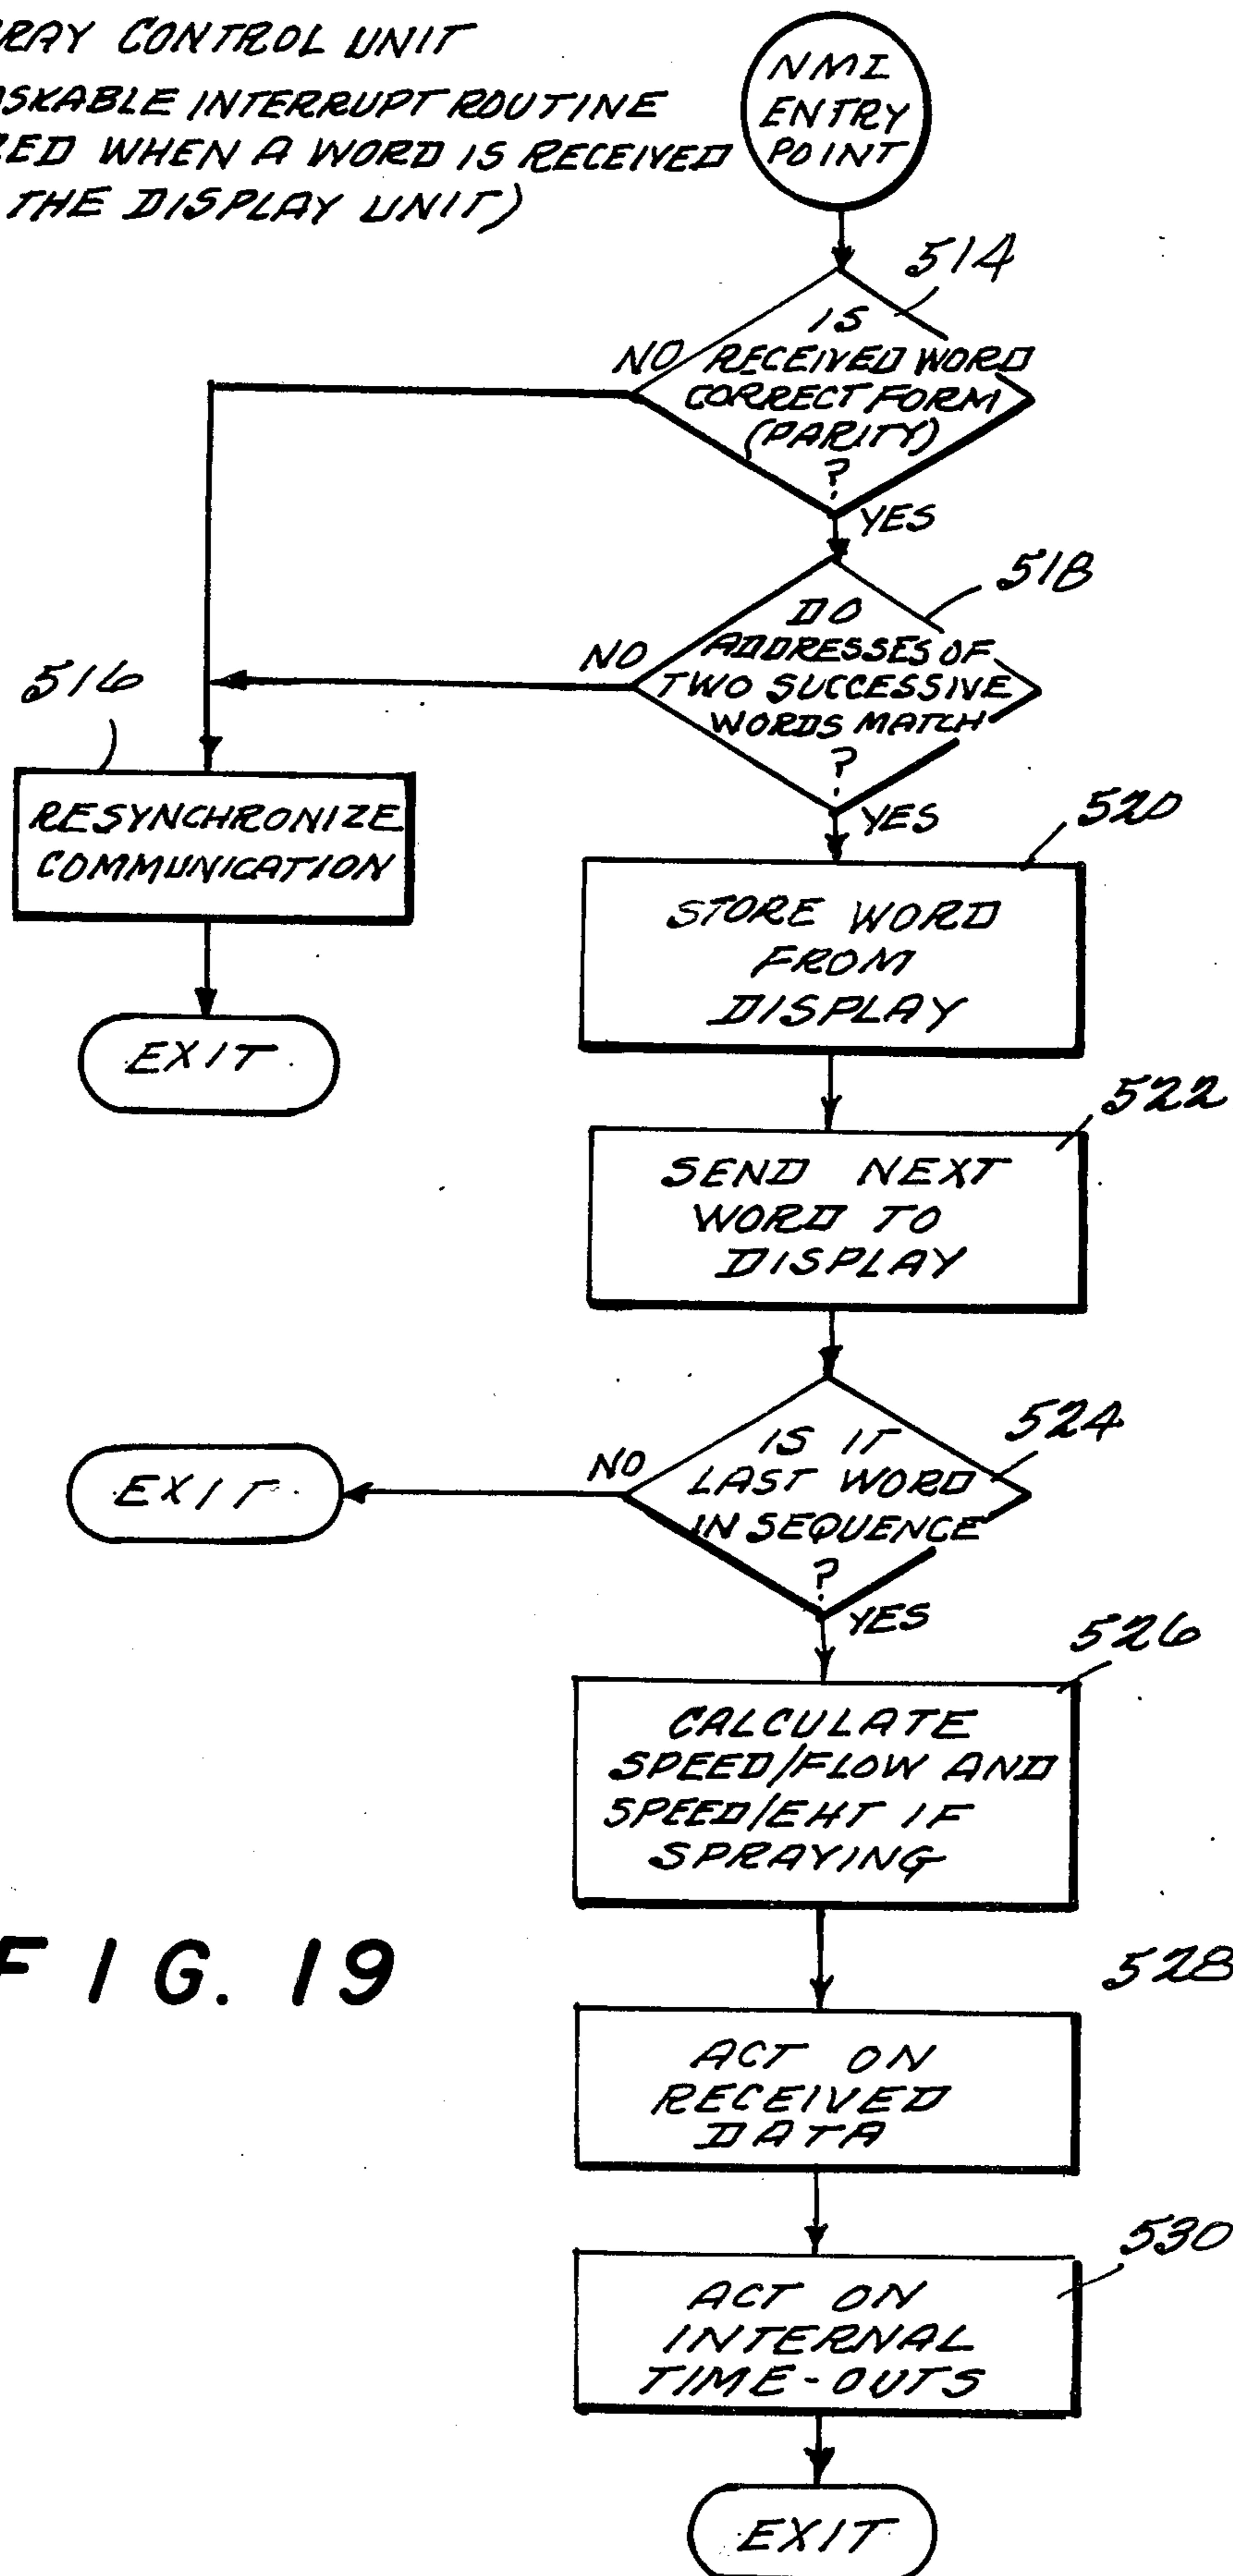 RAY CONTROL UNIT
SKABLE INTERRUPT ROUTINE
ED WHEN A WORD IS RECEIVED
THE DISPLAY UNIT)
NMI
ENTRY
POINT
514
IS
RECEIVED WORD
CORRECT FORM
(PARITY)
?
NO
YES
518
DO
ADDRESSES OF
TWO SUCCESSIVE
WORDS MATCH
?
NO
YES
516
RESYNCHRONIZE
COMMUNICATION
EXIT
520
STORE WORD
FROM
DISPLAY
522
SEND NEXT
WORD TO
DISPLAY
524
IS IT
LAST WORD
IN SEQUENCE
?
NO
EXIT
YES
526
CALCULATE
SPEED/FLOW AND
SPEED/EHT IF
SPRAYING
FIG. 19
528
ACT ON
RECEIVED
DATA
530
ACT ON
INTERNAL
TIME-OUTS
EXIT